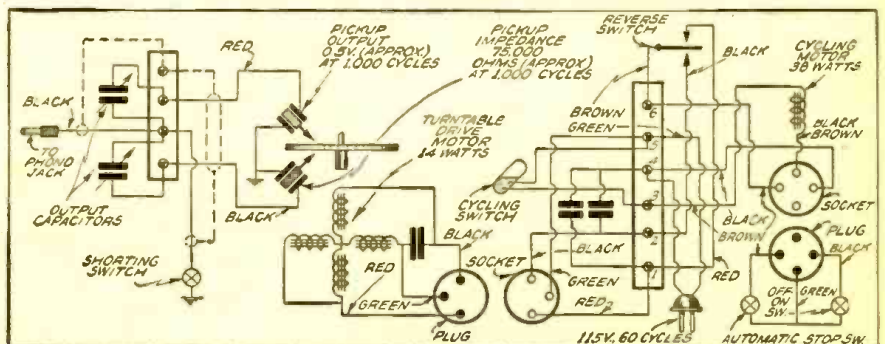 PICKUP
OUTPUT
0.5V. (APPROX)
AT 1,000 CYCLES
PICKUP
IMPEDANCE
75,000
OHMS (APPROX)
AT 1,000 CYCLES
REVERSE
SWITCH
BLACK
CYCLING
MOTOR
38 WATTS
RED
BLACK
TO
PHONO
JACK
OUTPUT
CAPACITORS
BLACK
SHORTING
SWITCH
TURNTABLE
DRIVE
MOTOR
14 WATTS
BLACK
RED
GREEN
PLUG
BROWN
GREEN
CYCLING
SWITCH
6
5
4
3
2
1
BLACK
SOCKET
GREEN
RED
BLACK
BROWN
RED
115V. 60 CYCLES
BLACK
BROWN
SOCKET
PLUG
BLACK
OFF
ON
SW.
GREEN
AUTOMATIC STOP SW.